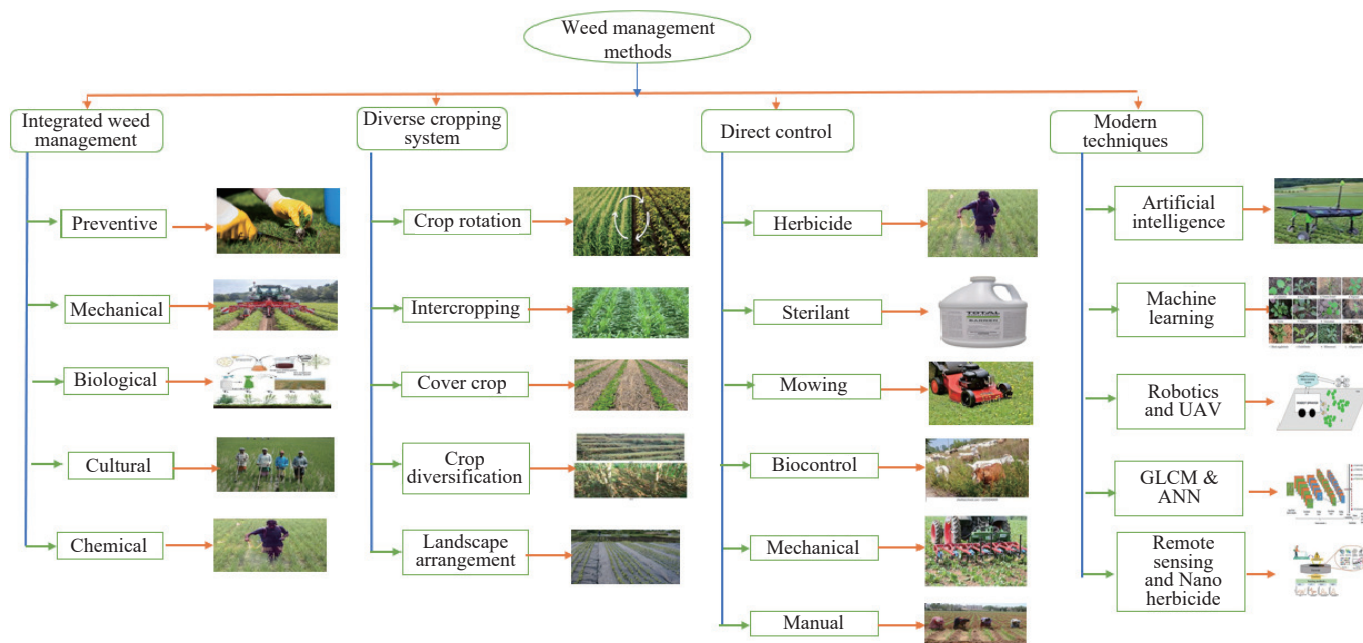 Weed management
methods
Integrated weed
management
Preventive
Mechanical
Biological
Cultural
Chemical
Diverse cropping
system
Crop rotation
Intercropping
Cover crop
Crop
diversification
Landscape
arrangement
Direct control
Herbicide
Sterilant
TOTAL
Mowing
Biocontrol
Mechanical
Manual
Modern
techniques
Artificial
intelligence
Machine
learning
Robotics
and UAV
GLCM &
ANN
Remote
sensing
and Nano
herbicide